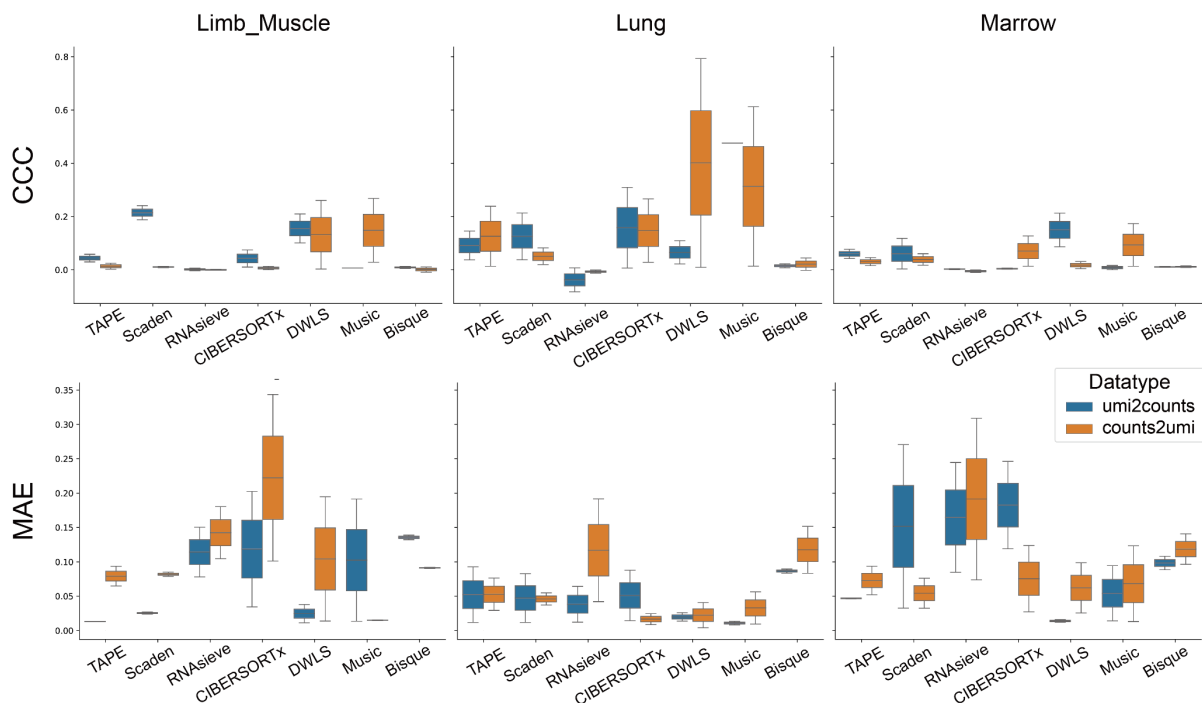 Limb_Muscle Lung Marrow
CCC
0.8
0.6
0.4
0.2
0.0
TAPE Scaden RNAsieve CIBERSORTx DWLS Music Bisque
TAPE Scaden RNAsieve CIBERSORTx DWLS Music Bisque
TAPE Scaden RNAsieve CIBERSORTx DWLS Music Bisque
MAE
0.35
0.30
0.25
0.20
0.15
0.10
0.05
0.00
Datatype
umi2counts
counts2umi
TAPE Scaden RNAsieve CIBERSORTx DWLS Music Bisque
TAPE Scaden RNAsieve CIBERSORTx DWLS Music Bisque
TAPE Scaden RNAsieve CIBERSORTx DWLS Music Bisque